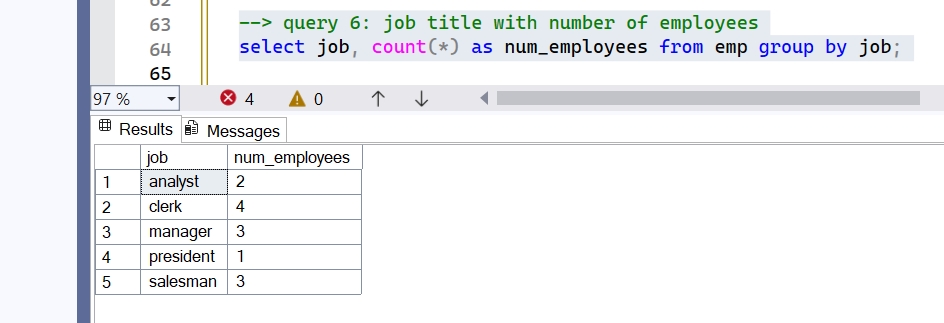 62
63 --> query 6: job title with number of employees
64 select job, count(*) as num_employees from emp group by job;
65
97 % 4 0
Results Messages
job num_employees
1 analyst 2
2 clerk 4
3 manager 3
4 president 1
5 salesman 3